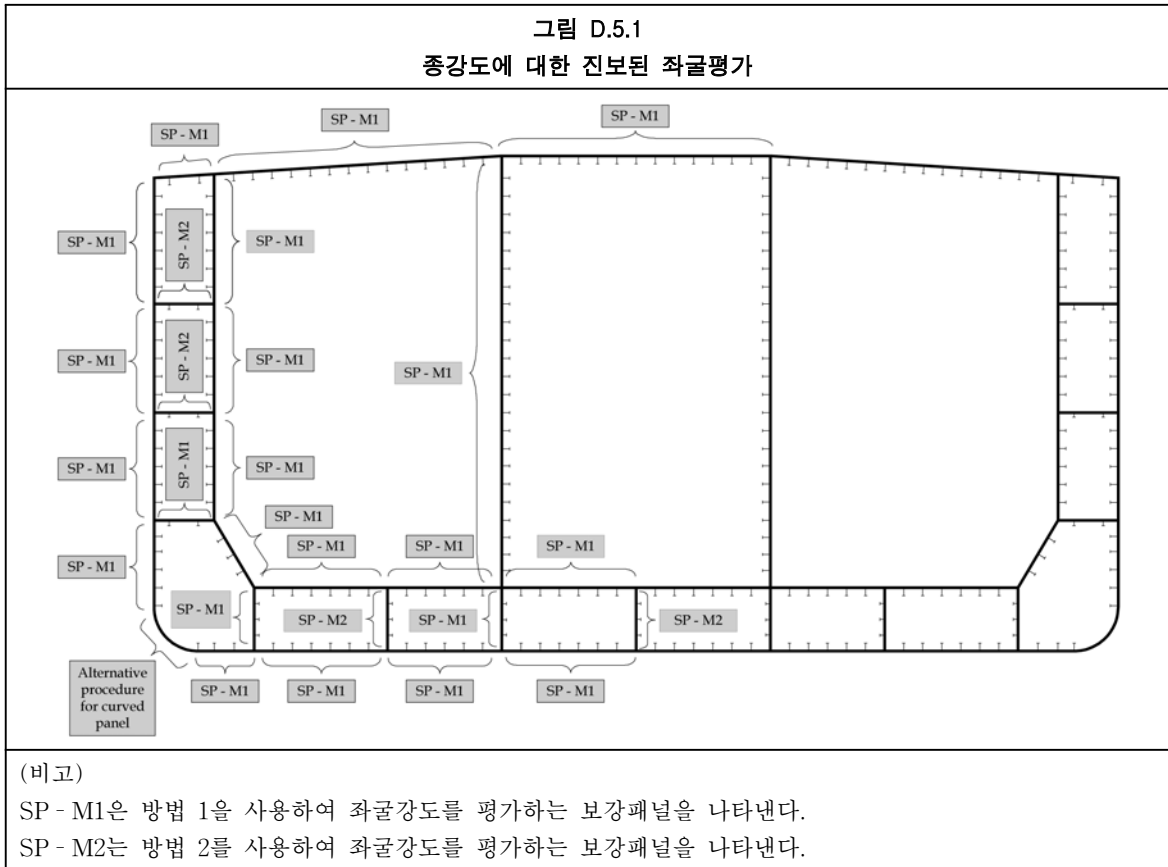 그림 D.5.1
종강도에 대한 진보된 좌굴평가
SP - M1
SP - M1
SP - M1
SP - M1
SP - M2
SP - M1
SP - M1
SP - M2
SP - M1
SP - M1
SP - M1
SP - M1
SP - M1
SP - M1
SP - M1
SP - M1
SP - M1
SP - M1
SP - M1
SP - M1
SP - M2
SP - M1
SP - M2
Alternative
procedure
for curved
panel
SP - M1
SP - M1
SP - M1
SP - M1
(비고)
SP - M1은 방법 1을 사용하여 좌굴강도를 평가하는 보강패널을 나타낸다.
SP - M2는 방법 2를 사용하여 좌굴강도를 평가하는 보강패널을 나타낸다.